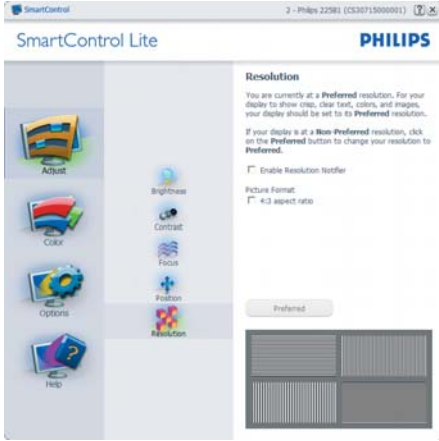 SmartControl
2 - Philips 225B1 (CS30715000001)
SmartControl Lite
PHILIPS
Adjust
Color
Options
Help
Brightness
Contrast
Focus
Position
Resolution
Resolution
You are currently at a Preferred resolution. For your
display to show crisp, clear text, colors, and images,
your display should be set to its Preferred resolution.
If your display is at a Non-Preferred resolution, click
on the Preferred button to change your resolution to
Preferred.
Enable Resolution Notifier
Picture Format
4:3 aspect ratio
Preferred